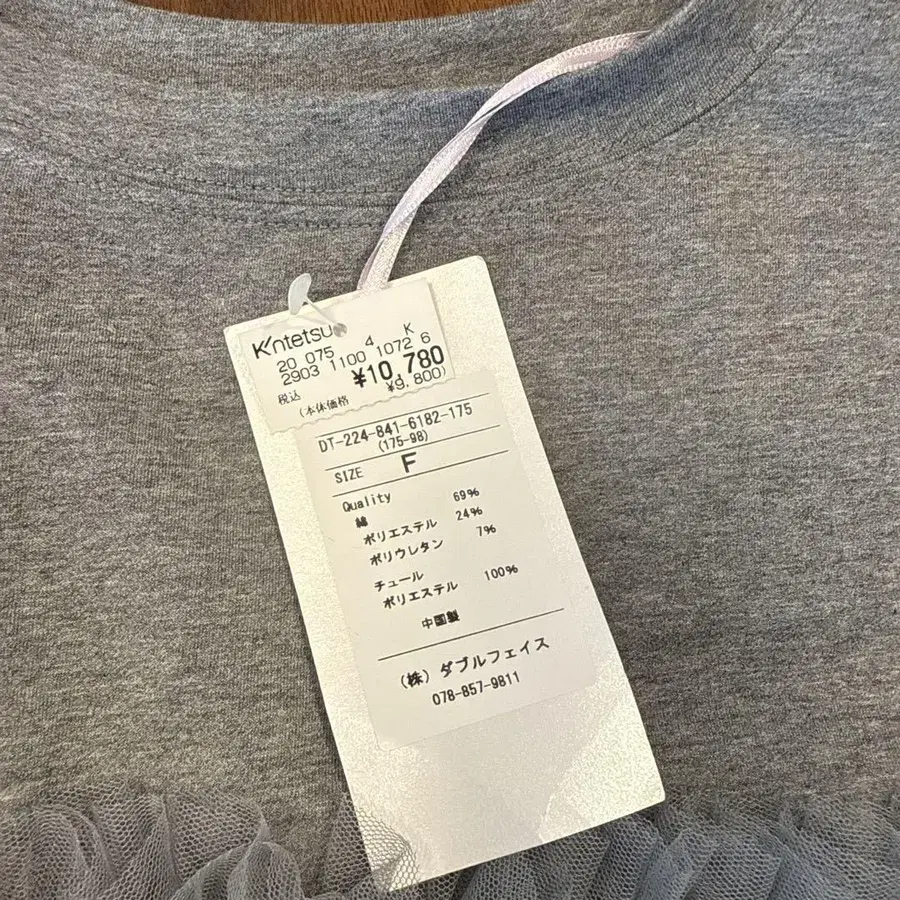 Kintetsu
20 075 4 K
2903 1100 1072 6
税込 ¥10,780
(本体価格 ¥9,800)
DT-224-841-6182-175
(175-98)
SIZE F
Quality
綿 69%
ポリエステル 24%
ポリウレタン 7%
チュール
ポリエステル 100%
中国製
(株) ダブルフェイス
078-857-9811